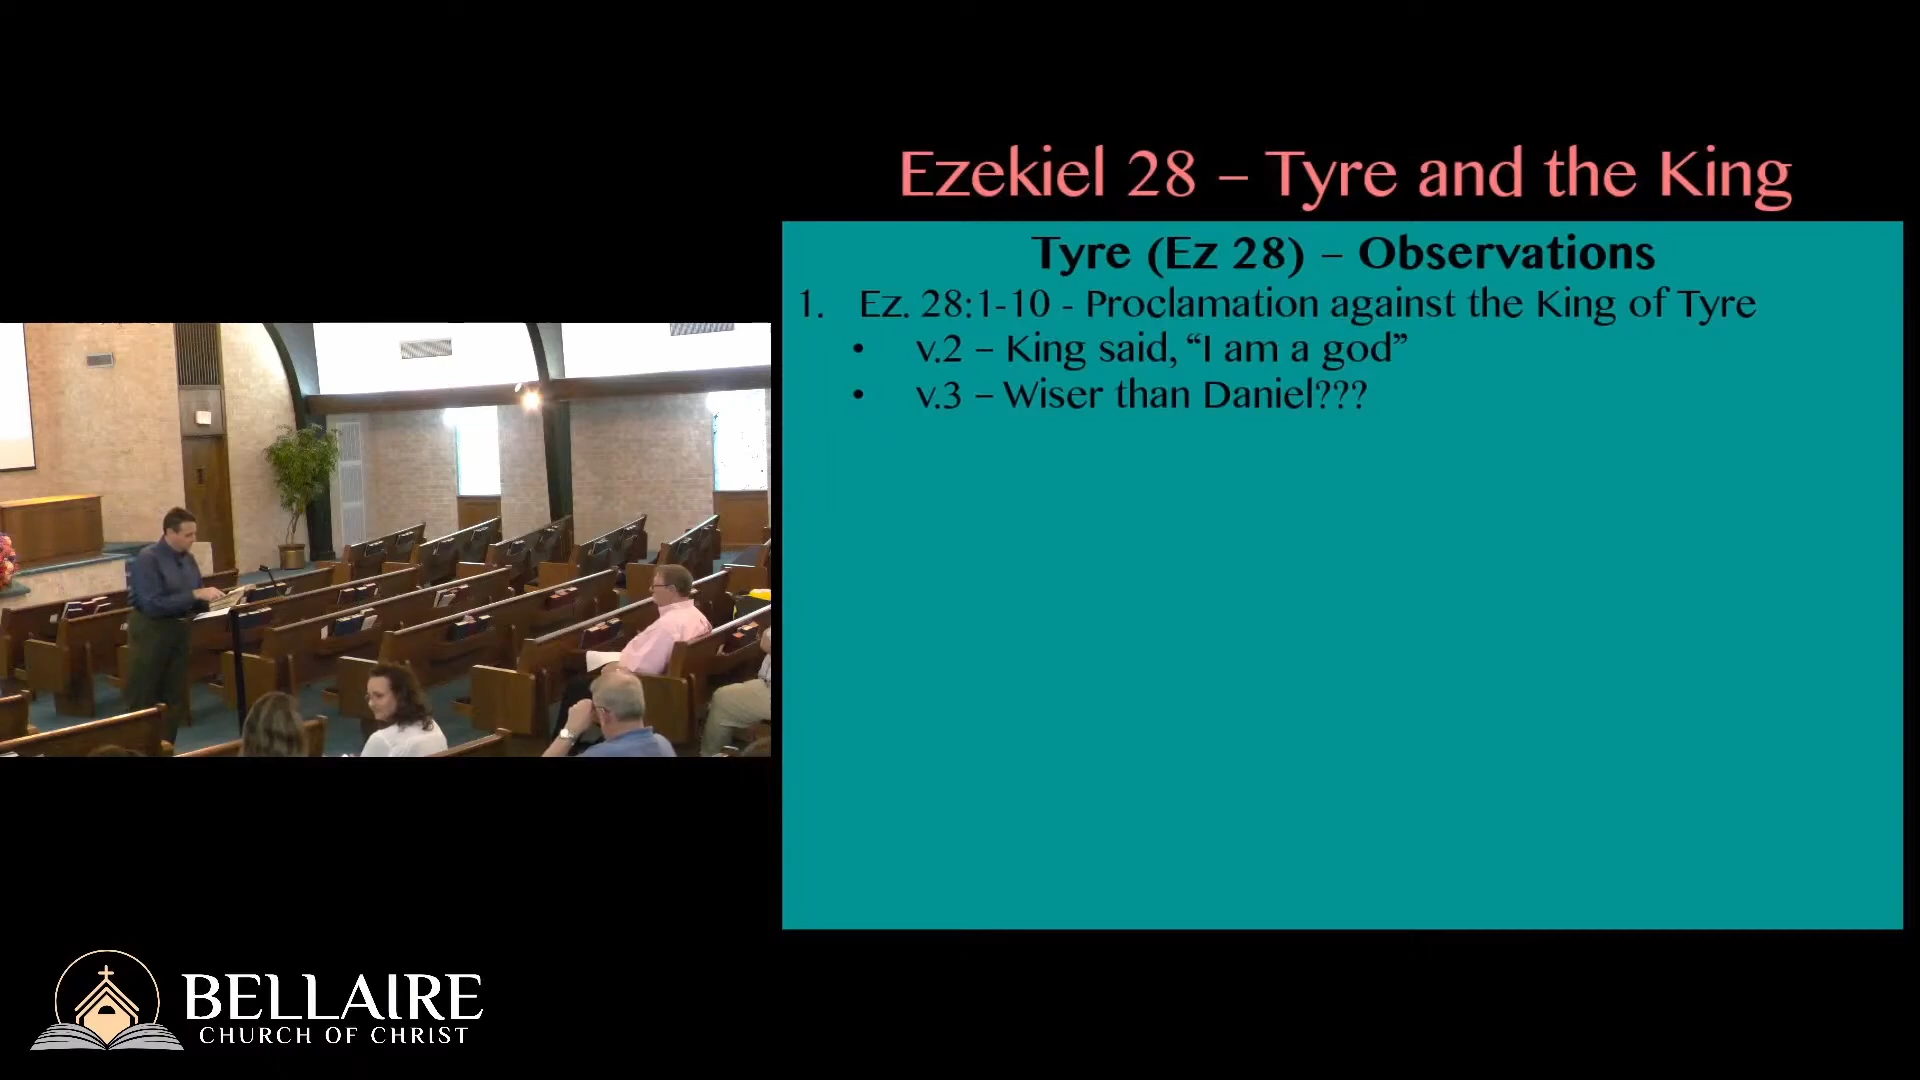 Ezekiel 28 – Tyre and the King
Tyre (Ez 28) – Observations
1. Ez. 28:1-10 - Proclamation against the King of Tyre
• v.2 – King said, “I am a god”
• v.3 – Wiser than Daniel???
BELLAIRE
CHURCH OF CHRIST